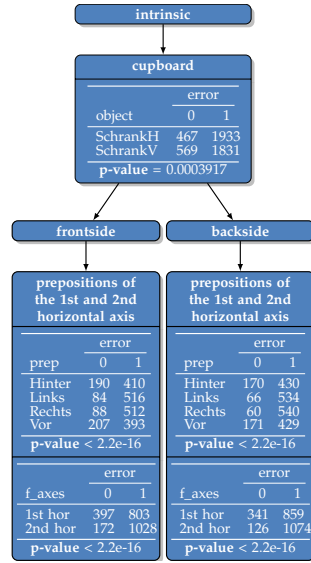 intrinsic
cupboard
error
object 0 1
SchrankH 467 1933
SchrankV 569 1831
p-value = 0.0003917
frontside
prepositions of
the 1st and 2nd
horizontal axis
error
prep 0 1
Hinter 190 410
Links 84 516
Rechts 88 512
Vor 207 393
p-value < 2.2e-16
error
f_axes 0 1
1st hor 397 803
2nd hor 172 1028
p-value < 2.2e-16
backside
prepositions of
the 1st and 2nd
horizontal axis
error
prep 0 1
Hinter 170 430
Links 66 534
Rechts 60 540
Vor 171 429
p-value < 2.2e-16
error
f_axes 0 1
1st hor 341 859
2nd hor 126 1074
p-value < 2.2e-16